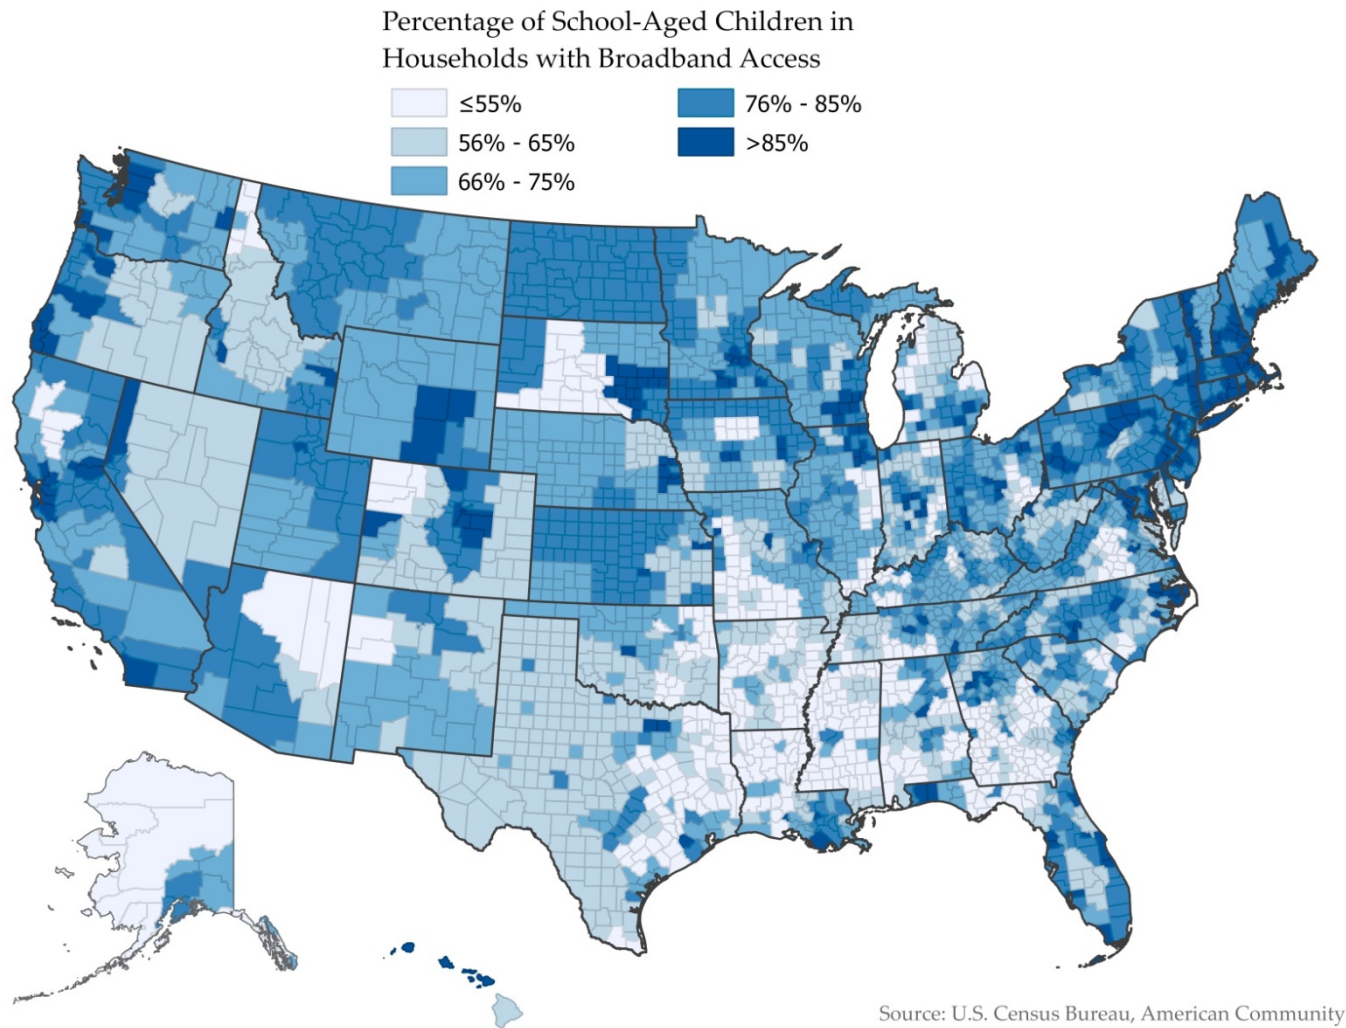 Percentage of School-Aged Children in
Households with Broadband Access
≤55%
56% - 65%
66% - 75%
76% - 85%
>85%
Source: U.S. Census Bureau, American Community